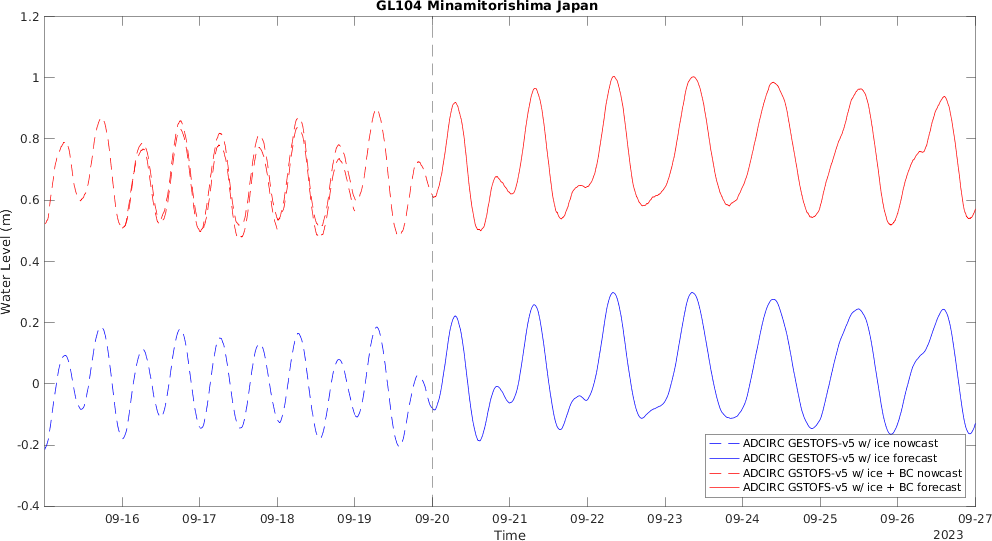 GL104 Minamitorishima Japan
1.2
1
0.8
0.6
0.4
0.2
0
-0.2
-0.4
Water Level (m)
ADCIRC GESTOFS-v5 w/ ice nowcast
ADCIRC GESTOFS-v5 w/ ice forecast
ADCIRC GSTOFS-v5 w/ ice + BC nowcast
ADCIRC GSTOFS-v5 w/ ice + BC forecast
09-16 09-17 09-18 09-19 09-20 09-21 09-22 09-23 09-24 09-25 09-26 09-27
Time
2023